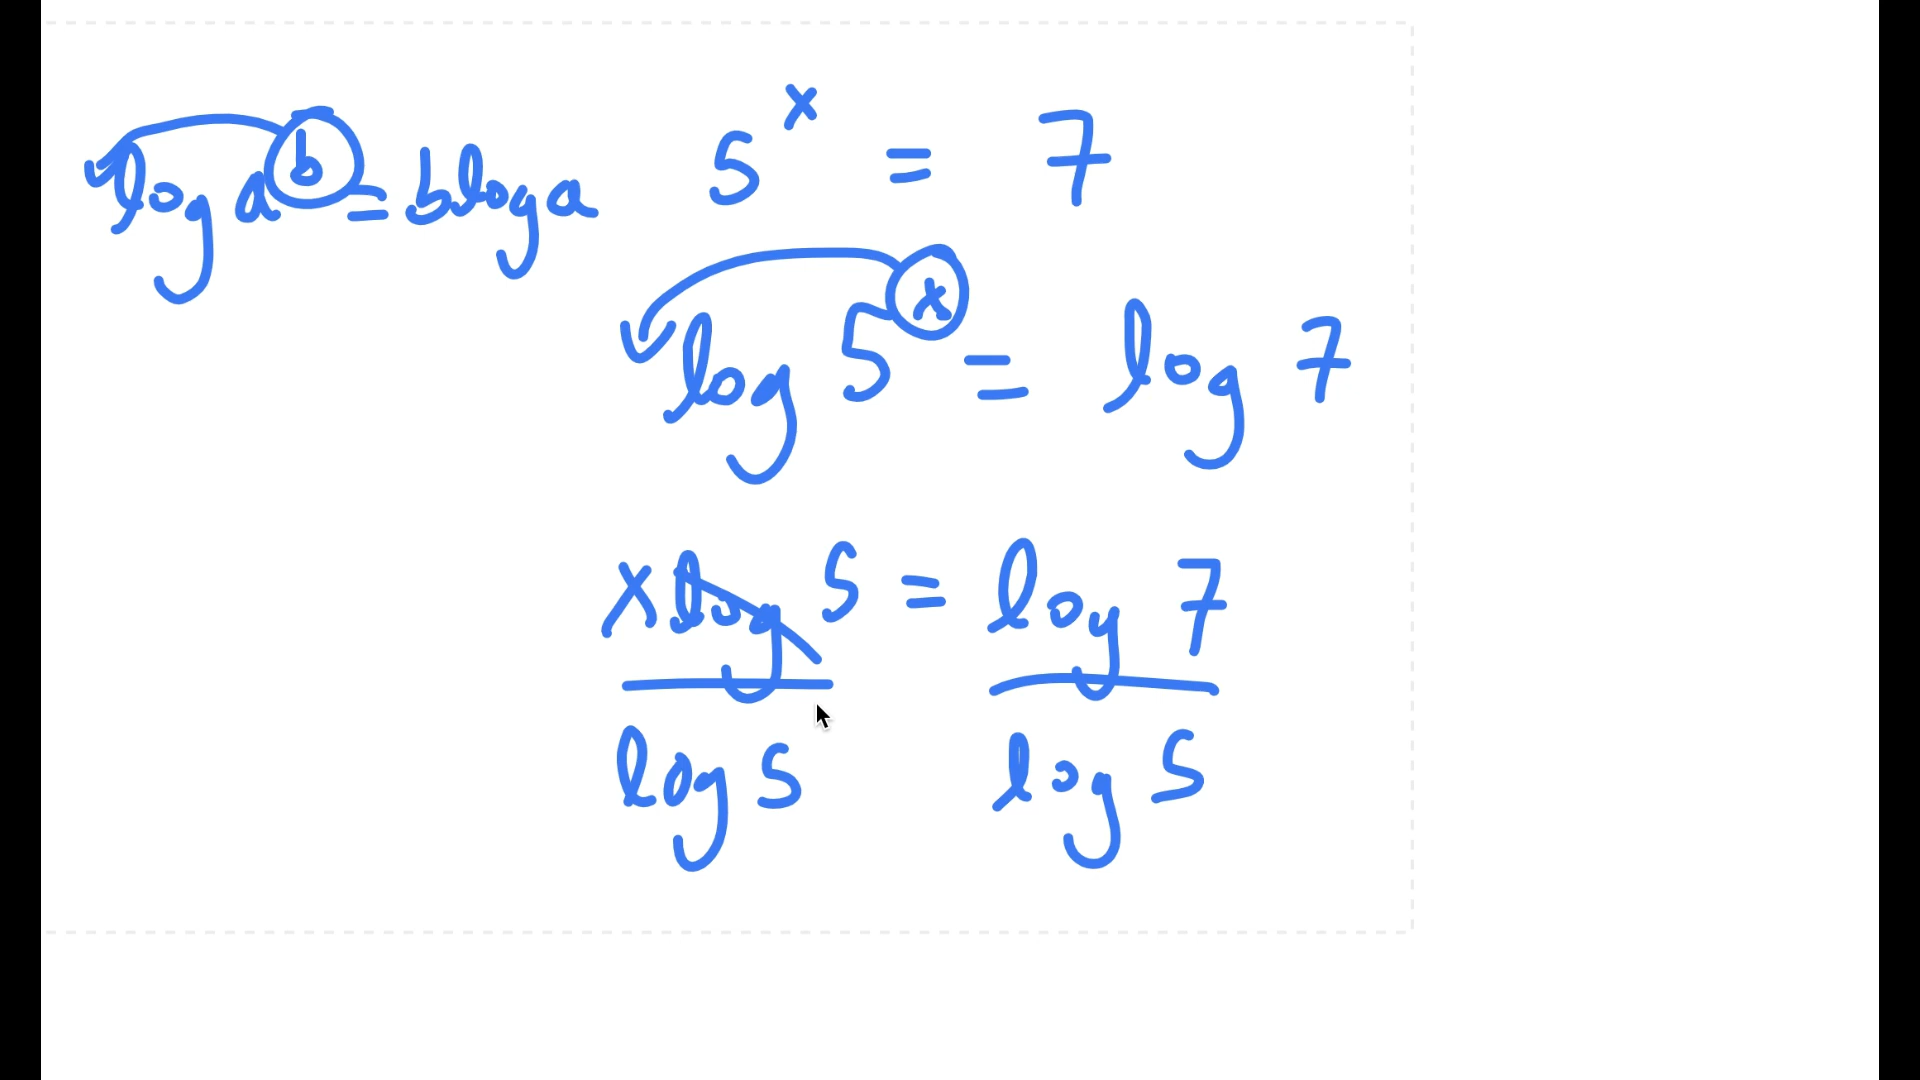 log a^b = b log a
5^x = 7
log 5^x = log 7
x log 5 = log 7
log 5 log 5